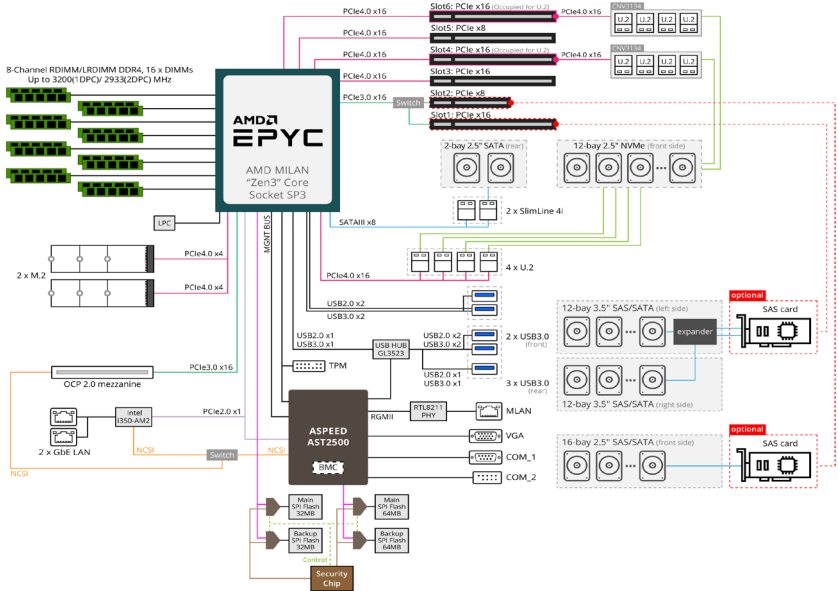 PCIe4.0 x16
Slot6: PCIe x16 (Occupied for U.2)
PCIe4.0 x16
CNV3134
U.2 U.2 U.2 U.2
PCIe4.0 x16
Slot5: PCIe x8
PCIe4.0 x16
Slot4: PCIe x16 (Occupied for U.2)
PCIe4.0 x16
CNV3134
U.2 U.2 U.2 U.2
PCIe4.0 x16
Slot3: PCIe x16
PCIe3.0 x16
Switch
Slot2: PCIe x8
Slot1: PCIe x16
8-Channel RDIMM/LRDIMM DDR4, 16 x DIMMs
Up to 3200(1DPC)/ 2933(2DPC) MHz
AMD
EPYC
AMD MILAN
"Zen3" Core
Socket SP3
2-bay 2.5" SATA (rear)
12-bay 2.5" NVMe (front side)
2 x SlimLine 4i
SATAIII x8
LPC
MGNT BUS
4 x U.2
PCIe4.0 x16
2 x M.2
PCIe4.0 x4
PCIe4.0 x4
USB2.0 x2
USB3.0 x2
USB2.0 x1
USB3.0 x1
USB HUB
GL3523
USB2.0 x2
USB3.0 x2
2 x USB3.0
(front)
USB2.0 x1
USB3.0 x1
3 x USB3.0
(rear)
TPM
optional
SAS card
12-bay 3.5" SAS/SATA (left side)
expander
12-bay 3.5" SAS/SATA (right side)
optional
SAS card
16-bay 2.5" SAS/SATA (front side)
OCP 2.0 mezzanine
PCIe3.0 x16
2 x GbE LAN
Intel
i350-AM2
PCIe2.0 x1
NCSI
NCSI
Switch
NCSI
ASPEED
AST2500
BMC
RGMII
RTL8211
PHY
MLAN
VGA
COM_1
COM_2
Main
SPI Flash
32MB
Main
SPI Flash
64MB
Backup
SPI Flash
32MB
Backup
SPI Flash
64MB
Control
Security
Chip